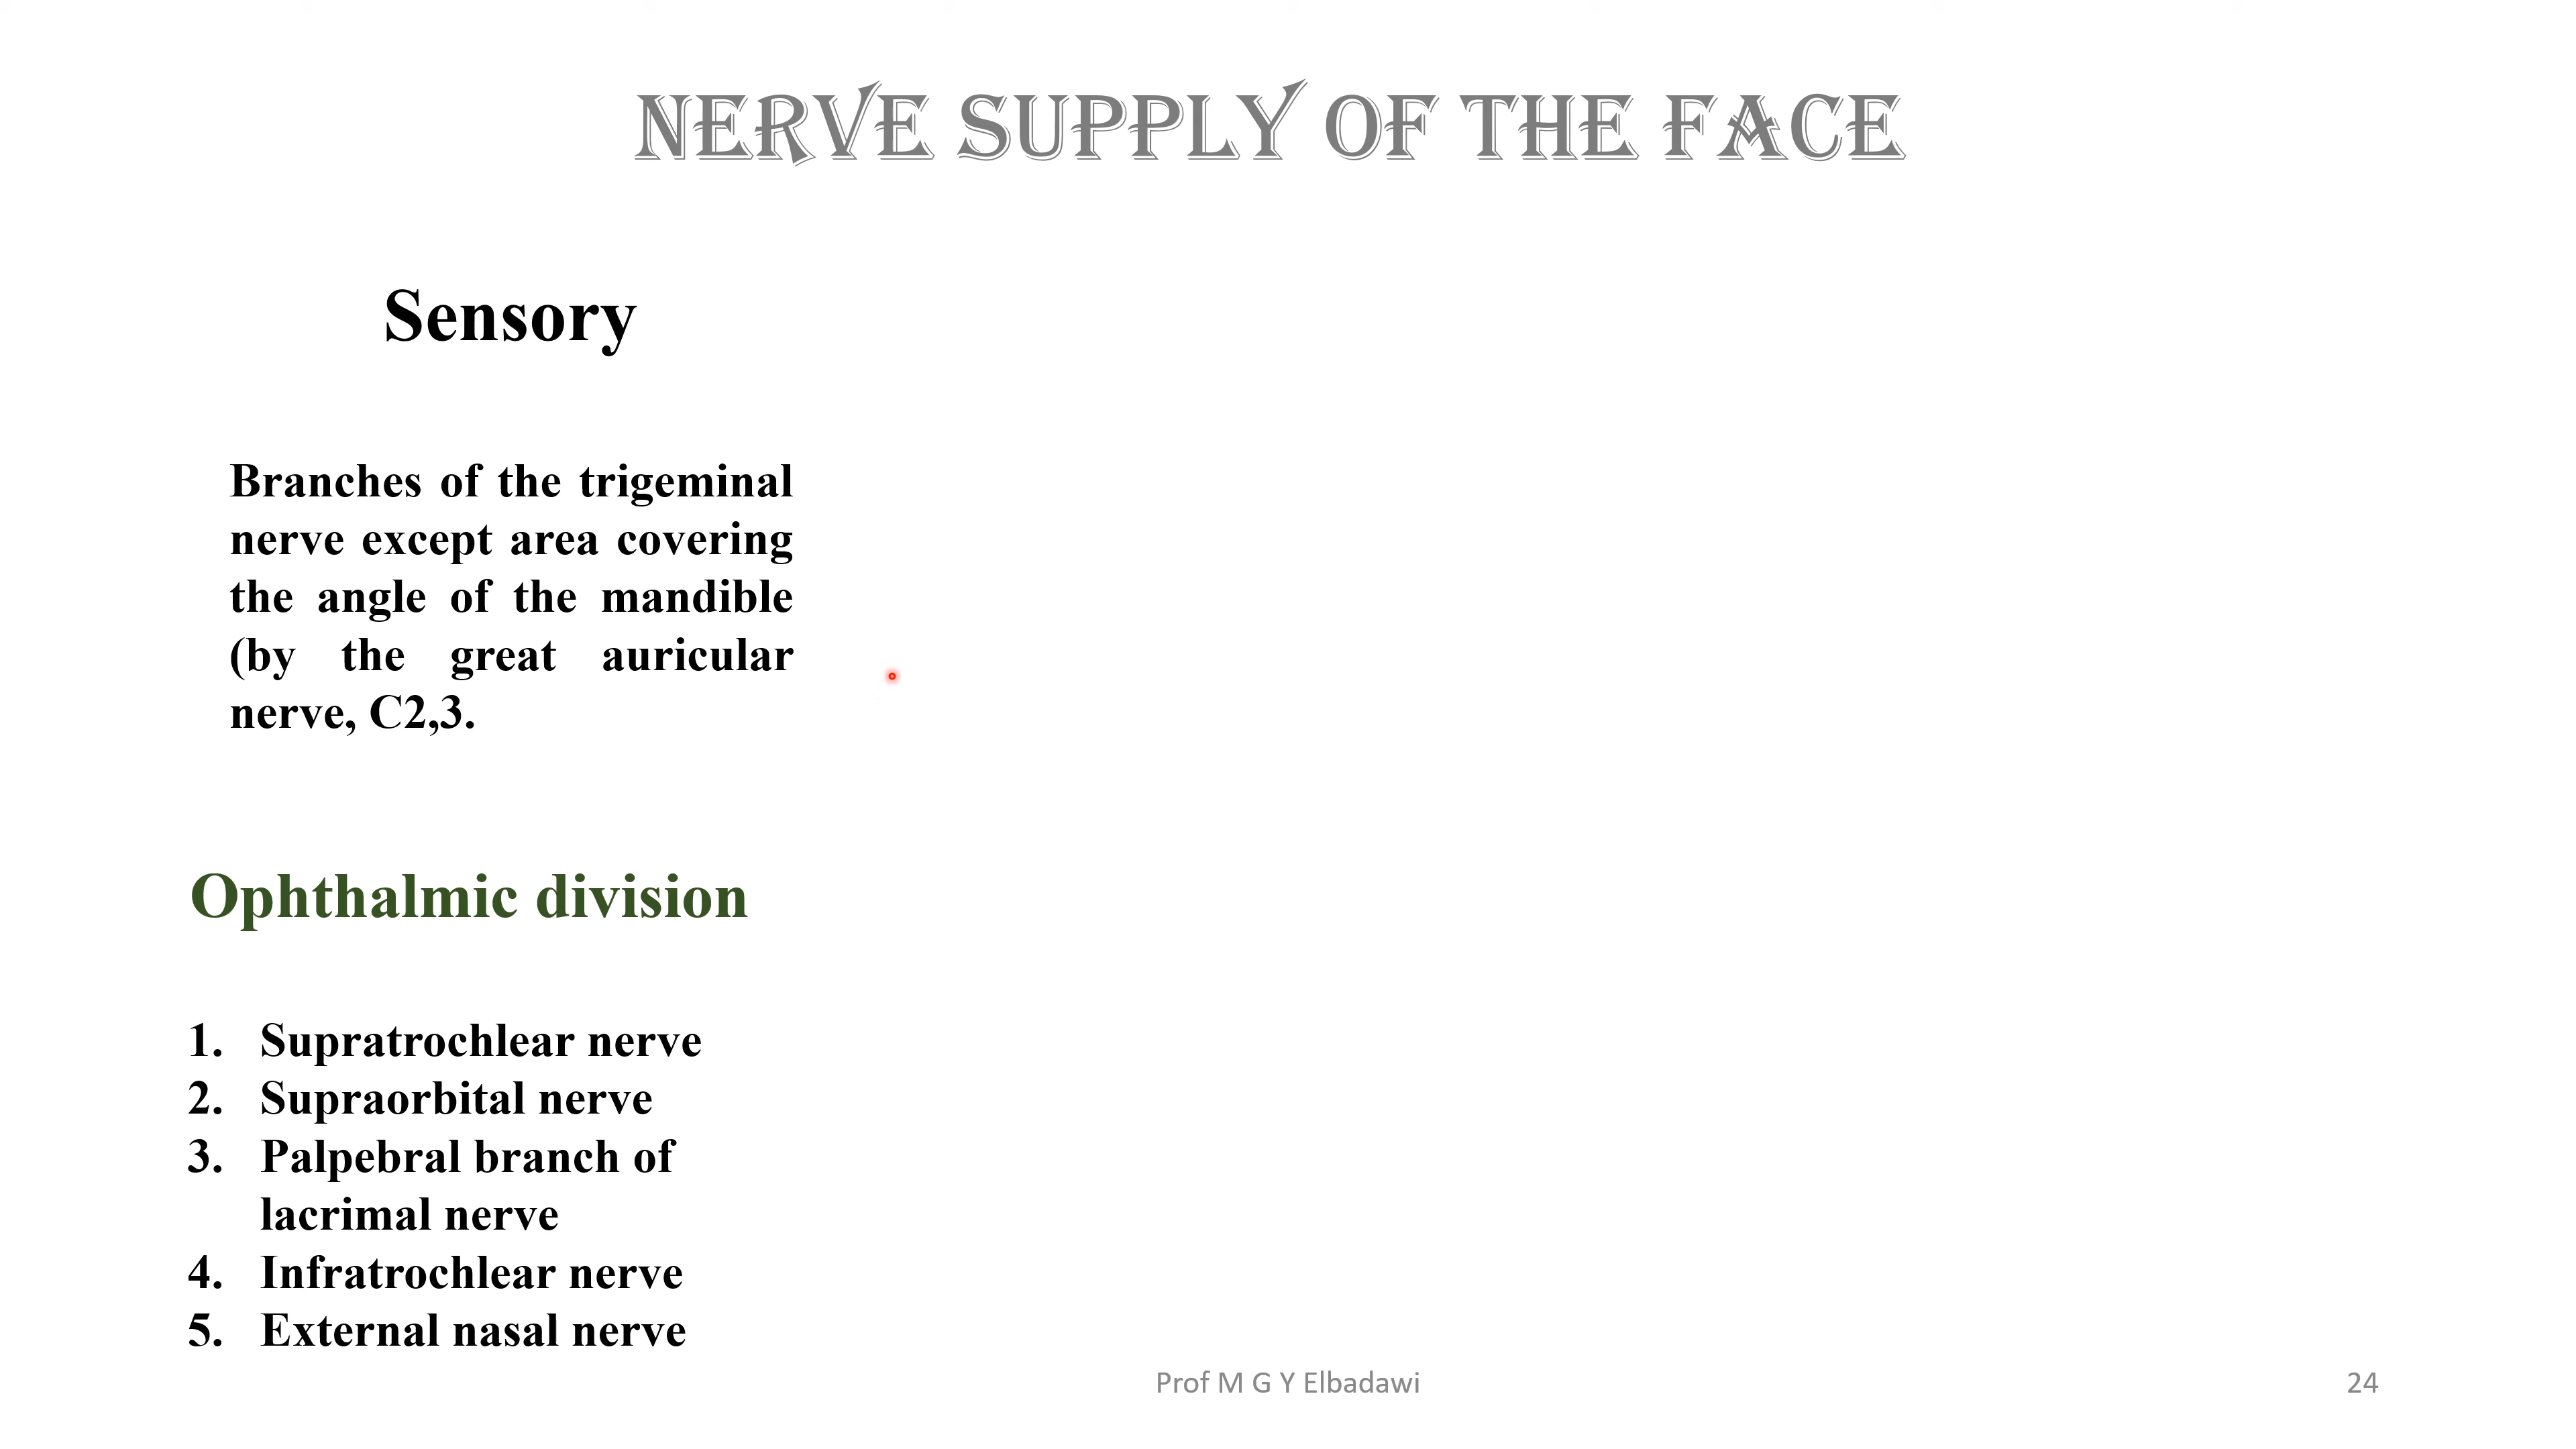 NERVE SUPPLY OF THE FACE
Sensory
Branches of the trigeminal
nerve except area covering
the angle of the mandible
(by the great auricular
nerve, C2,3.
Ophthalmic division
1. Supratrochlear nerve
2. Supraorbital nerve
3. Palpebral branch of
lacrimal nerve
4. Infratrochlear nerve
5. External nasal nerve
Prof M G Y Elbadawi
24